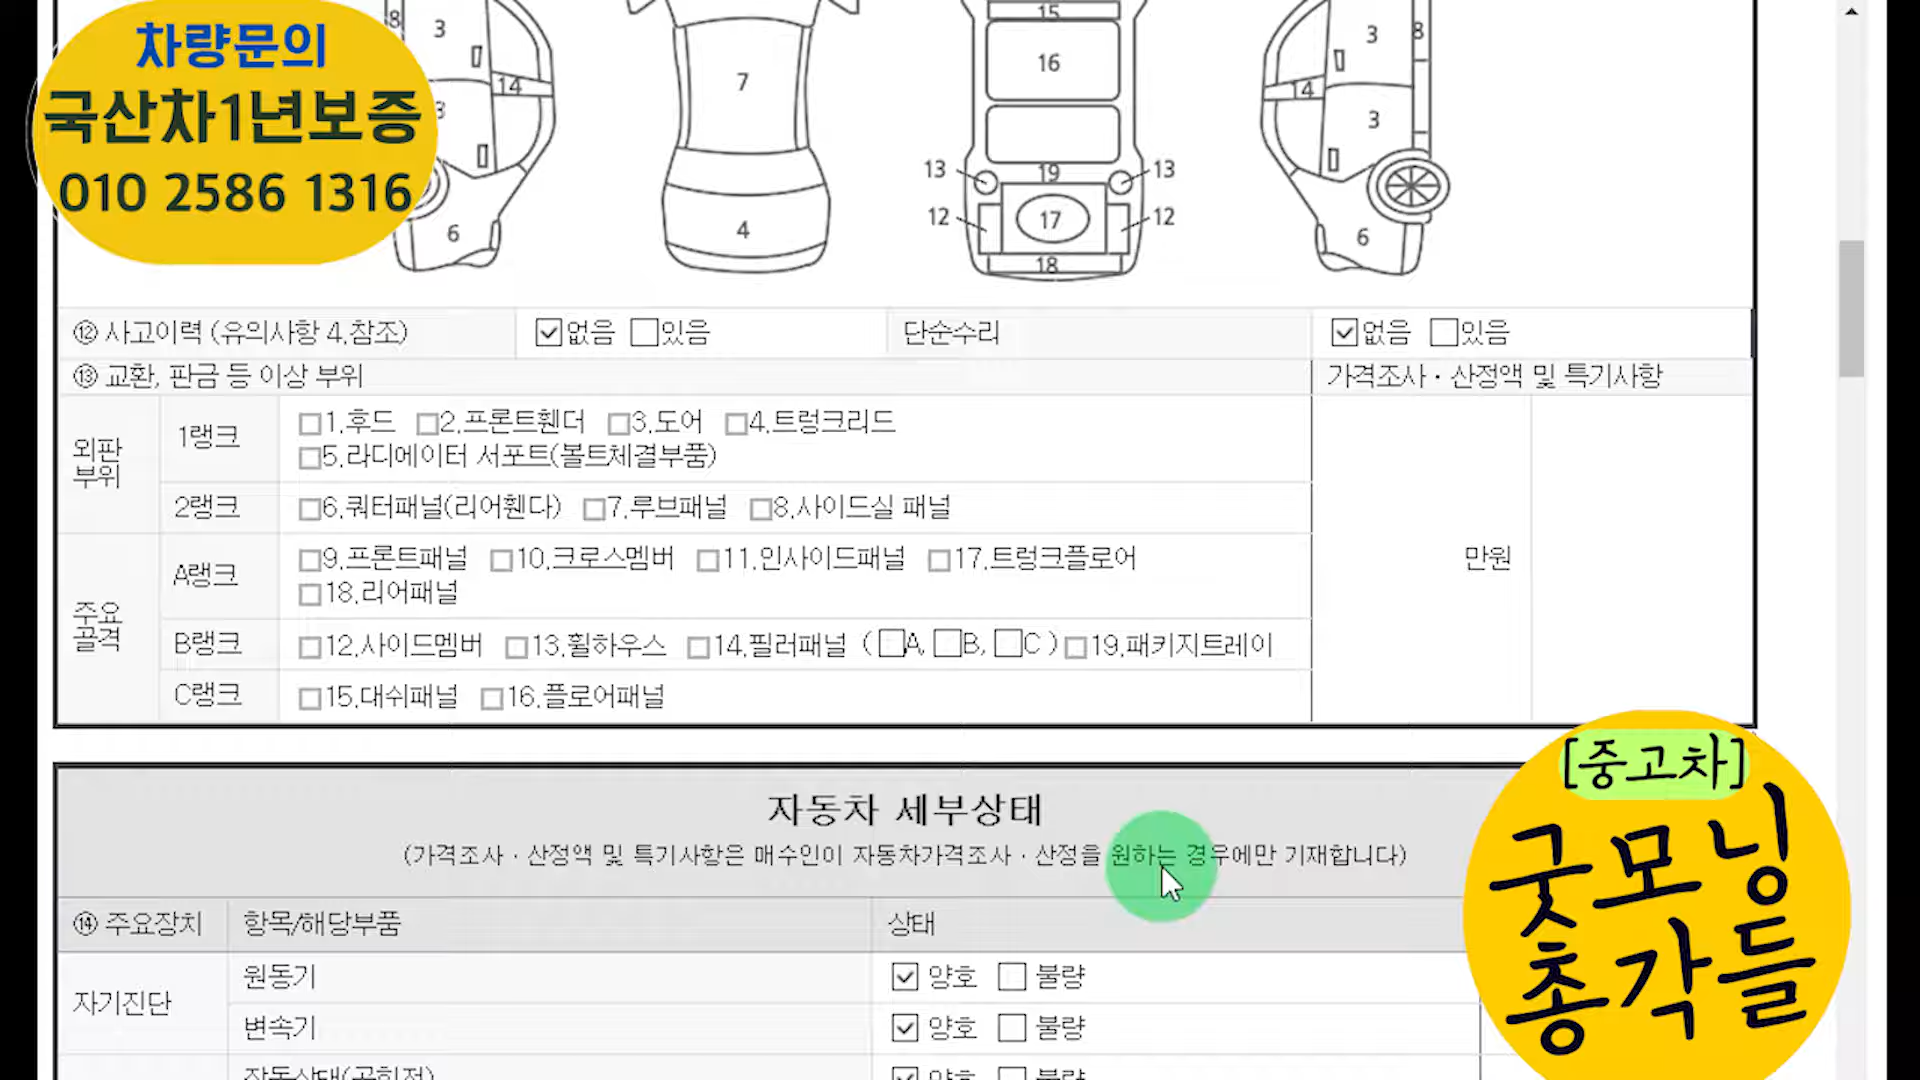 차량문의
국산차1년보증
010 2586 1316
8 3 14 3 6
7 4
15 16 13 19 13 12 17 12 18
3 8 4 3 6
⑫ 사고이력 (유의사항 4.참조) 없음 있음 단순수리 없음 있음
⑬ 교환, 판금 등 이상 부위 가격조사 · 산정액 및 특기사항
외판
부위
1랭크 1.후드 2.프론트휀더 3.도어 4.트렁크리드
5.라디에이터 서포트(볼트체결부품)
2랭크 6.쿼터패널(리어휀다) 7.루브패널 8.사이드실 패널
주요
골격
A랭크 9.프론트패널 10.크로스멤버 11.인사이드패널 17.트렁크플로어
18.리어패널
만원
B랭크 12.사이드멤버 13.휠하우스 14.필러패널 ( A, B, C ) 19.패키지트레이
C랭크 15.대쉬패널 16.플로어패널
자동차 세부상태
(가격조사 · 산정액 및 특기사항은 매수인이 자동차가격조사 · 산정을 원하는 경우에만 기재합니다)
⑭ 주요장치 항목/해당부품 상태
자기진단
원동기 양호 불량
변속기 양호 불량
작동상태(공회전) 양호 불량
[중고차]
굿모닝
총각들